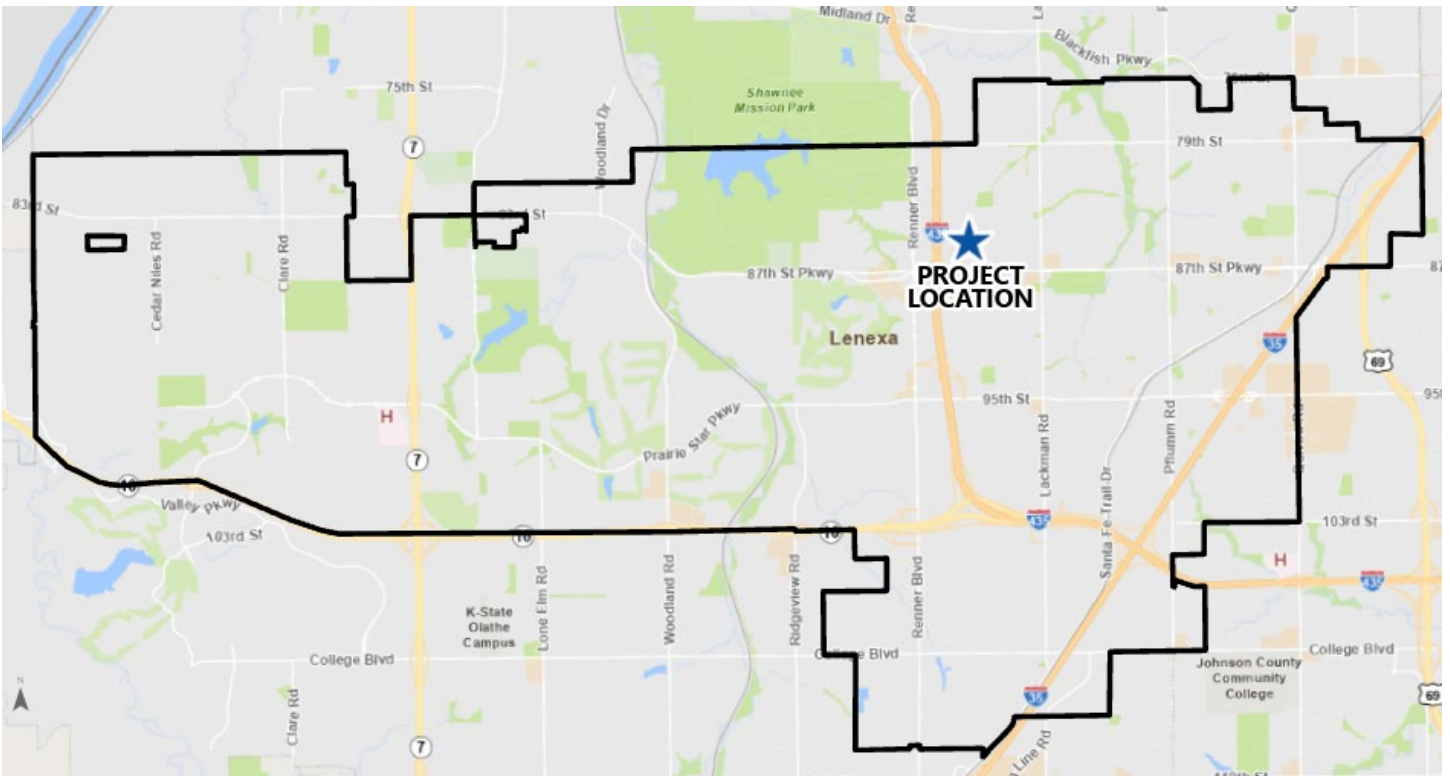 Midland Dr
Blackfish Pkwy
75th St
75th St
Shawnee
Mission Park
Woodland Dr
7
79th St
83rd St
83rd St
Renner Blvd
PROJECT
LOCATION
87th St Pkwy
87th St Pkwy
Cedar Niles Rd
Clare Rd
Lenexa
35
69
95th St
H
Prairie Star Pkwy
Lackman Rd
Pflumm Rd
7
10
Valley Pkwy
103rd St
10
10
435
103rd St
Santa Fe Trail Dr
H
435
K-State
Olathe
Campus
Lone Elm Rd
Woodland Rd
Ridgeview Rd
Renner Blvd
College Blvd
College Blvd
College Blvd
Johnson County
Community
College
N
Clare Rd
35
69
7